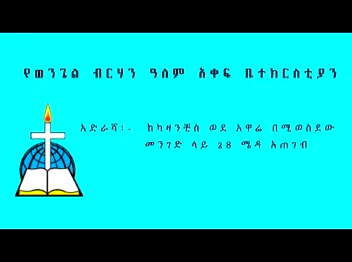 የወንጌል ብርሃን ዓለም አቀፍ ቤተክርስቲያን
አድራሻ፡- ከካዛንቺስ ወደ አዋሬ በሚወስደው
መንገድ ላይ 28 ሜዳ አጠገብ